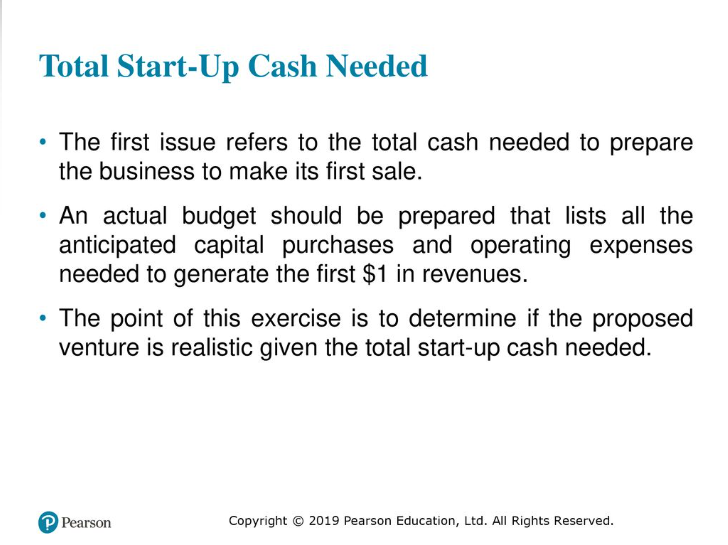 Total Start-Up Cash Needed
• The first issue refers to the total cash needed to prepare
the business to make its first sale.
• An actual budget should be prepared that lists all the
anticipated capital purchases and operating expenses
needed to generate the first $1 in revenues.
• The point of this exercise is to determine if the proposed
venture is realistic given the total start-up cash needed.
Pearson
Copyright © 2019 Pearson Education, Ltd. All Rights Reserved.